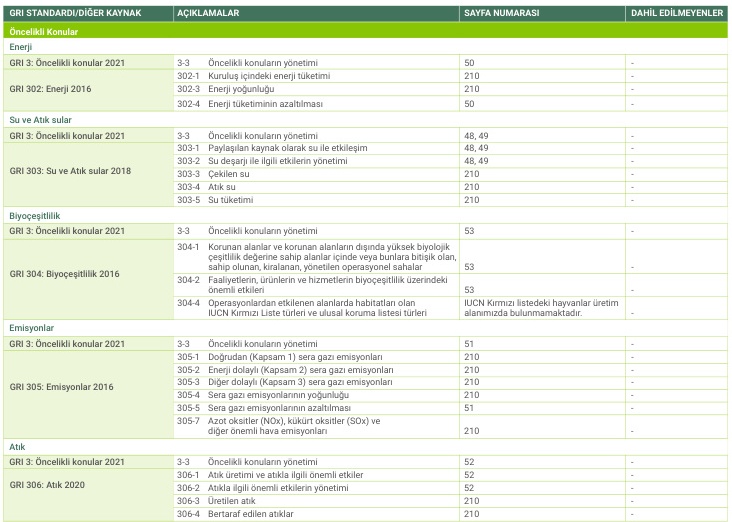 GRI STANDARDI/DİĞER KAYNAK AÇIKLAMALAR SAYFA NUMARASI DAHİL EDİLMEYENLER
Öncelikli Konular
Enerji
GRI 3: Öncelikli konular 2021 3-3 Öncelikli konuların yönetimi 50 -
GRI 302: Enerji 2016
302-1 Kuruluş içindeki enerji tüketimi 210 -
302-3 Enerji yoğunluğu 210 -
302-4 Enerji tüketiminin azaltılması 50 -
Su ve Atık sular
GRI 3: Öncelikli konular 2021 3-3 Öncelikli konuların yönetimi 48, 49 -
GRI 303: Su ve Atık sular 2018
303-1 Paylaşılan kaynak olarak su ile etkileşim 48, 49 -
303-2 Su deşarjı ile ilgili etkilerin yönetimi 48, 49 -
303-3 Çekilen su 210 -
303-4 Atık su 210 -
303-5 Su tüketimi 210 -
Biyoçeşitlilik
GRI 3: Öncelikli konular 2021 3-3 Öncelikli konuların yönetimi 53 -
GRI 304: Biyoçeşitlilik 2016
304-1 Korunan alanlar ve korunan alanların dışında yüksek biyolojik
çeşitlilik değerine sahip alanlar içinde veya bunlara bitişik olan,
sahip olunan, kiralanan, yönetilen operasyonel sahalar 53 -
304-2 Faaliyetlerin, ürünlerin ve hizmetlerin biyoçeşitlilik üzerindeki
önemli etkileri 53 -
304-4 Operasyonlardan etkilenen alanlarda habitatları olan IUCN Kırmızı listedeki hayvanlar üretim
IUCN Kırmızı Liste türleri ve ulusal koruma listesi türleri alanımızda bulunmamaktadır. -
Emisyonlar
GRI 3: Öncelikli konular 2021 3-3 Öncelikli konuların yönetimi 51 -
GRI 305: Emisyonlar 2016
305-1 Doğrudan (Kapsam 1) sera gazı emisyonları 210 -
305-2 Enerji dolaylı (Kapsam 2) sera gazı emisyonları 210 -
305-3 Diğer dolaylı (Kapsam 3) sera gazı emisyonları 210 -
305-4 Sera gazı emisyonlarının yoğunluğu 210 -
305-5 Sera gazı emisyonlarının azaltılması 51 -
305-7 Azot oksitler (NOx), kükürt oksitler (SOx) ve
diğer önemli hava emisyonları 210 -
Atık
GRI 3: Öncelikli konular 2021 3-3 Öncelikli konuların yönetimi 52 -
GRI 306: Atık 2020
306-1 Atık üretimi ve atıkla ilgili önemli etkiler 52 -
306-2 Atıkla ilgili önemli etkilerin yönetimi 52 -
306-3 Üretilen atık 210 -
306-4 Bertaraf edilen atıklar 210 -